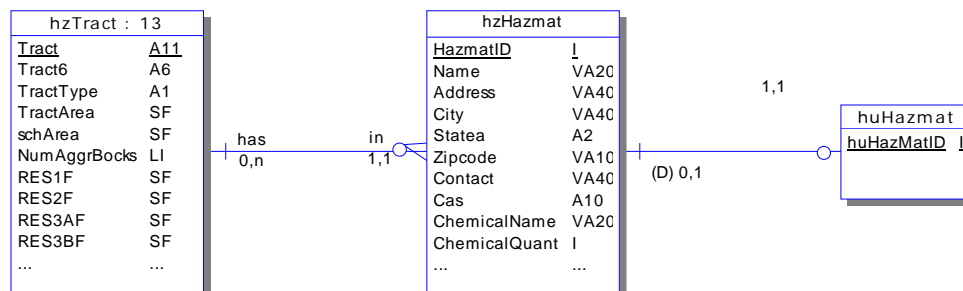 hzTract : 13
Tract A11
Tract6 A6
TractType A1
TractArea SF
schArea SF
NumAggrBocks LI
RES1F SF
RES2F SF
RES3AF SF
RES3BF SF
... ...
has
0,n
in
1,1
hzHazmat
HazmatID I
Name VA20
Address VA40
City VA40
Statea A2
Zipcode VA10
Contact VA40
Cas A10
ChemicalName VA20
ChemicalQuant I
... ...
1,1
(D) 0,1
huHazmat
huHazMatID I